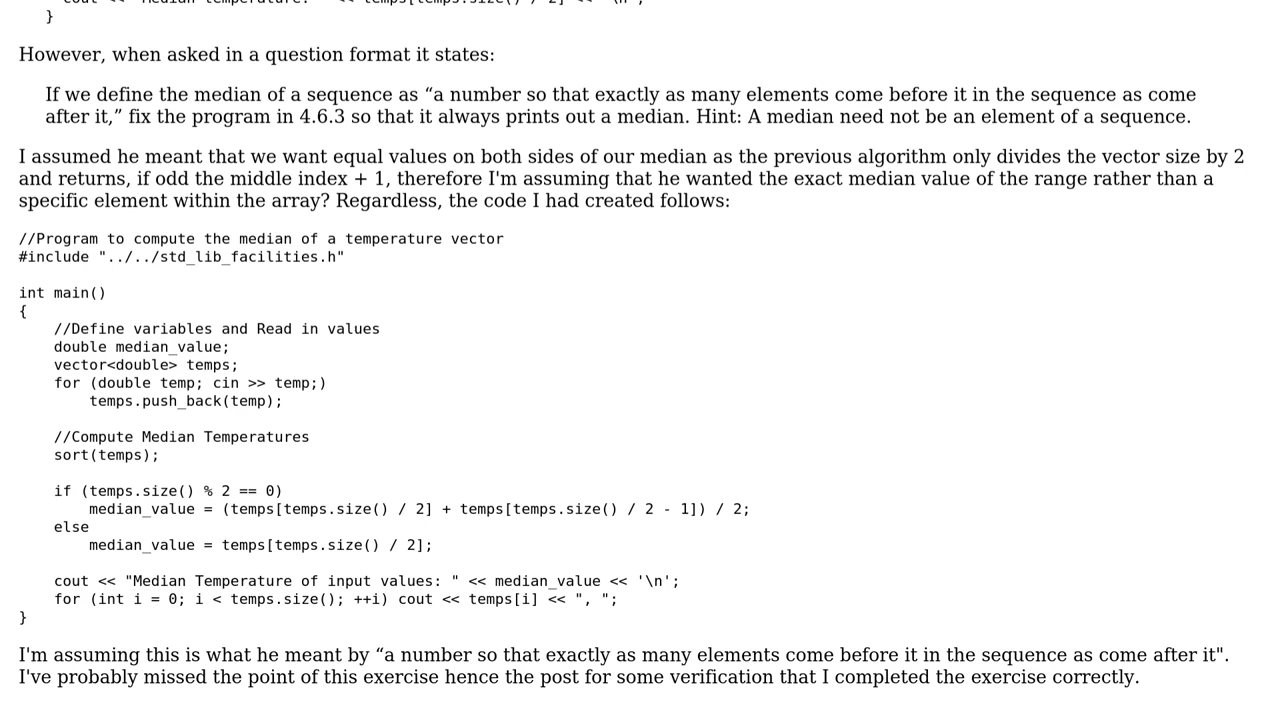 }
However, when asked in a question format it states:
If we define the median of a sequence as “a number so that exactly as many elements come before it in the sequence as come
after it,” fix the program in 4.6.3 so that it always prints out a median. Hint: A median need not be an element of a sequence.
I assumed he meant that we want equal values on both sides of our median as the previous algorithm only divides the vector size by 2
and returns, if odd the middle index + 1, therefore I'm assuming that he wanted the exact median value of the range rather than a
specific element within the array? Regardless, the code I had created follows:
//Program to compute the median of a temperature vector
#include "../../std_lib_facilities.h"
int main()
{
    //Define variables and Read in values
    double median_value;
    vector<double> temps;
    for (double temp; cin >> temp;)
        temps.push_back(temp);
    //Compute Median Temperatures
    sort(temps);
    if (temps.size() % 2 == 0)
        median_value = (temps[temps.size() / 2] + temps[temps.size() / 2 - 1]) / 2;
    else
        median_value = temps[temps.size() / 2];
    cout << "Median Temperature of input values: " << median_value << '\n';
    for (int i = 0; i < temps.size(); ++i) cout << temps[i] << ", ";
}
I'm assuming this is what he meant by “a number so that exactly as many elements come before it in the sequence as come after it".
I've probably missed the point of this exercise hence the post for some verification that I completed the exercise correctly.